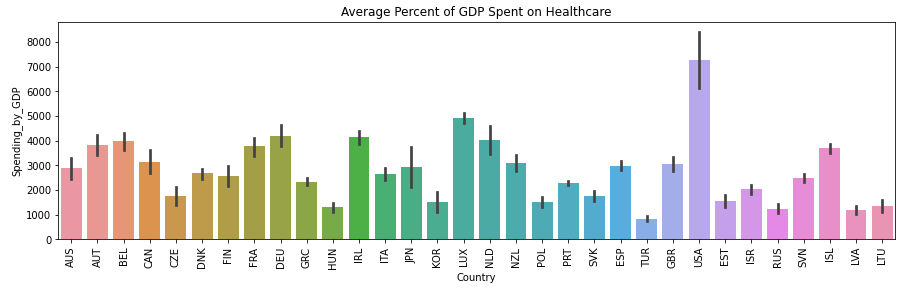 Average Percent of GDP Spent on Healthcare
Spending_by_GDP
8000
7000
6000
5000
4000
3000
2000
1000
0
AUS AUT BEL CAN CZE DNK FIN FRA DEU GRC HUN IRL ITA JPN KOR LUX NLD NZL POL PRT SVK ESP TUR GBR USA EST ISR RUS SVN ISL LVA LTU
Country